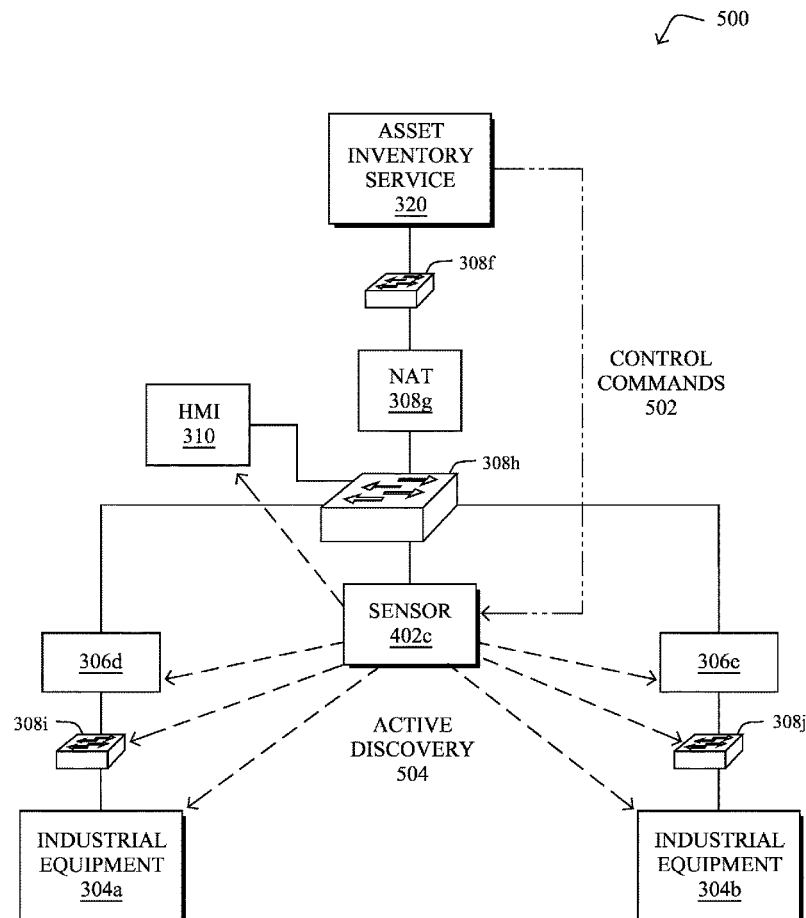 500
ASSET
INVENTORY
SERVICE
320
308f
NAT
308g
CONTROL
COMMANDS
502
HMI
310
308h
SENSOR
402c
306d
306e
308i
308j
ACTIVE
DISCOVERY
504
INDUSTRIAL
EQUIPMENT
304a
INDUSTRIAL
EQUIPMENT
304b